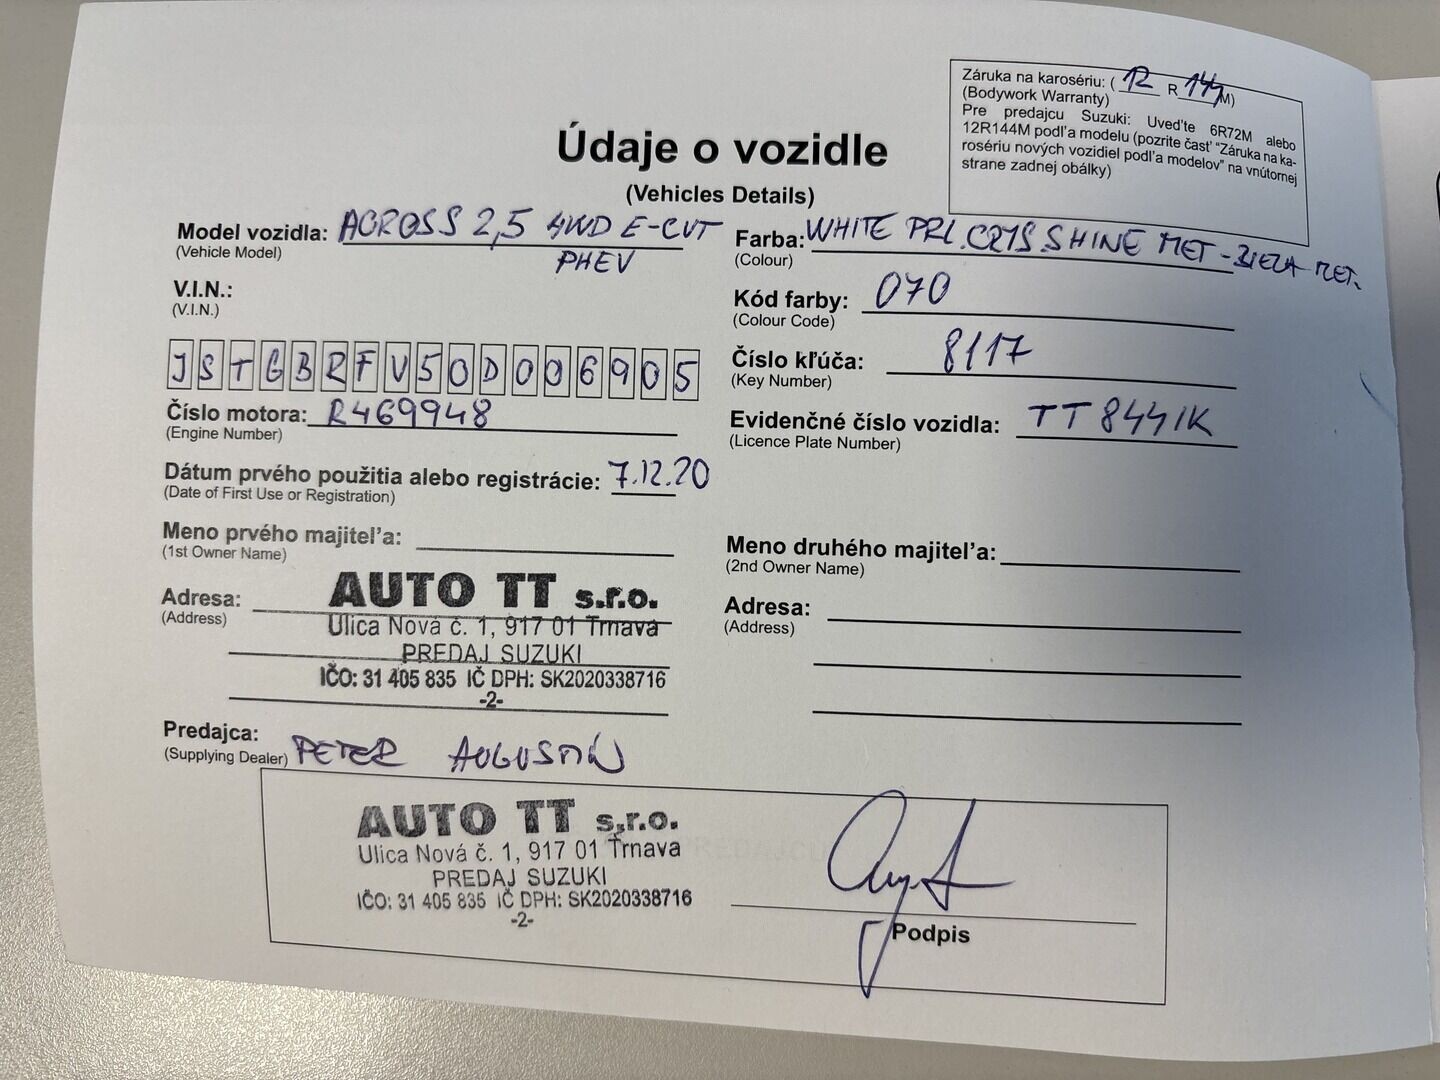 Záruka na karosériu: ( 12 R 144 M)
(Bodywork Warranty)
Pre predajcu Suzuki: Uveďte 6R72M alebo
12R144M podľa modelu (pozrite časť "Záruka na ka-
rosériu nových vozidiel podľa modelov" na vnútornej
strane zadnej obálky)
Údaje o vozidle
(Vehicles Details)
Model vozidla: ACROSS 2,5 4WD E-CVT
(Vehicle Model)
PHEV
Farba: WHITE PRL.CRYS.SHINE MET - BIELA MET.
(Colour)
V.I.N.:
(V.I.N.)
Kód farby: 070
(Colour Code)
JSTGBRFV50D006905
Číslo kľúča: 8117
(Key Number)
Číslo motora: R469948
(Engine Number)
Evidenčné číslo vozidla: TT 844IK
(Licence Plate Number)
Dátum prvého použitia alebo registrácie: 7.12.20
(Date of First Use or Registration)
Meno prvého majiteľa:
(1st Owner Name)
Meno druhého majiteľa:
(2nd Owner Name)
AUTO TT s.r.o.
Adresa:
(Address)
Ulica Nová č. 1, 917 01 Trnava
PREDAJ SUZUKI
IČO: 31 405 835 IČ DPH: SK2020338716
-2-
Adresa:
(Address)
Predajca:
(Supplying Dealer) PETER AUGUSTÍN
AUTO TT s.r.o.
Ulica Nová č. 1, 917 01 Trnava
PREDAJ SUZUKI
IČO: 31 405 835 IČ DPH: SK2020338716
-2-
Podpis